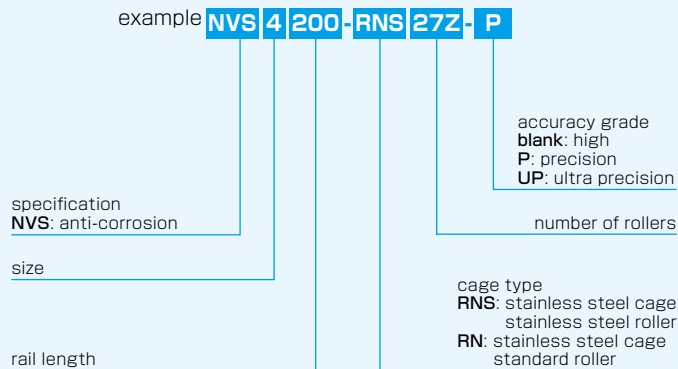 example NVS 4 200-RNS 27Z-P
accuracy grade
blank: high
P: precision
UP: ultra precision
specification
NVS: anti-corrosion
number of rollers
size
cage type
RNS: stainless steel cage
stainless steel roller
RN: stainless steel cage
standard roller
rail length